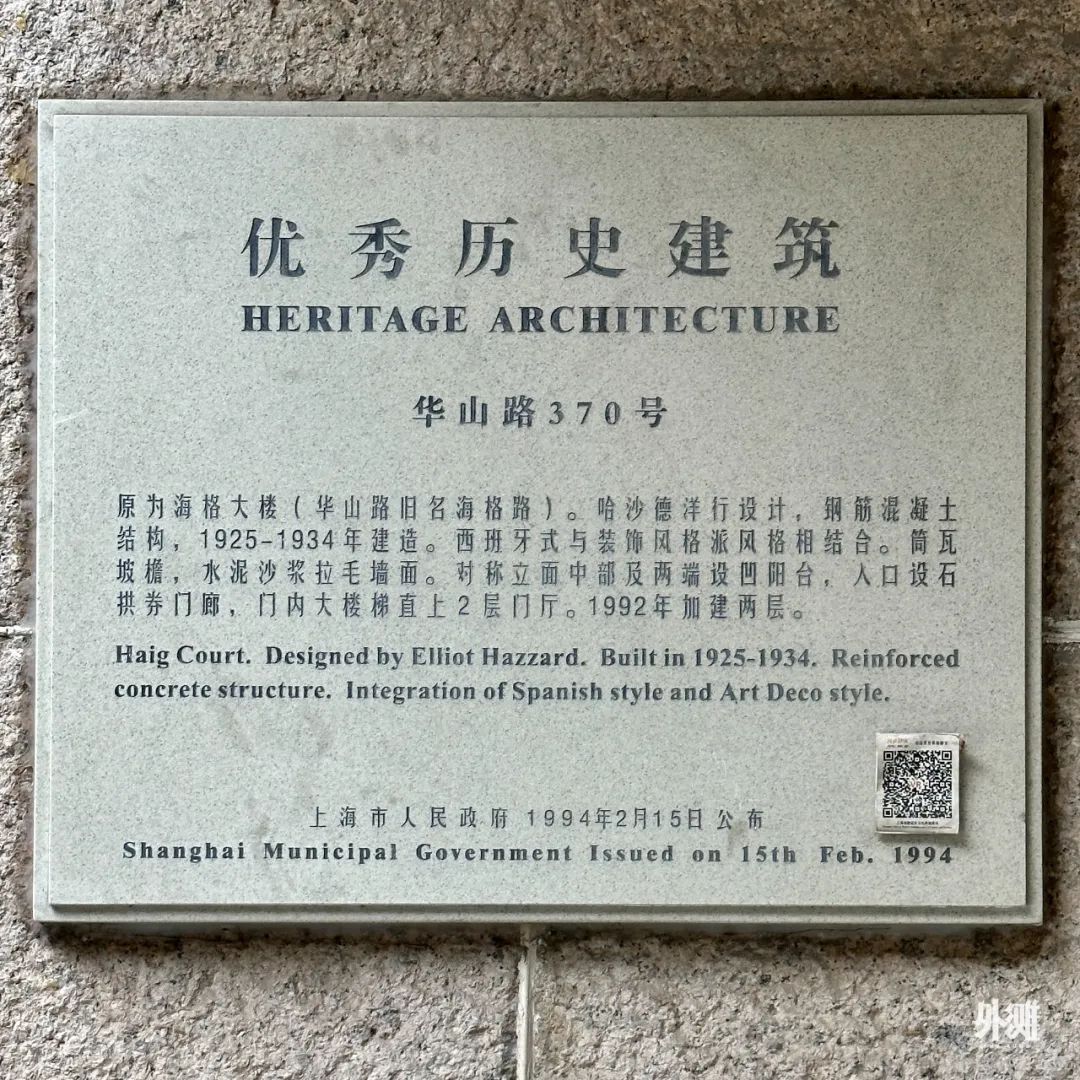 优秀历史建筑
HERITAGE ARCHITECTURE
华山路370号
原为海格大楼(华山路旧名海格路)。哈沙德洋行设计,钢筋混凝土
结构,1925-1934年建造。西班牙式与装饰风格派风格相结合。筒瓦
坡檐,水泥沙浆拉毛墙面。对称立面中部及两端设凹阳台,入口设石
拱券门廊,门内大楼梯直上2层门厅。1992年加建两层。
Haig Court. Designed by Elliot Hazzard. Built in 1925-1934. Reinforced
concrete structure. Integration of Spanish style and Art Deco style.
上海市人民政府 1994年2月15日公布
Shanghai Municipal Government Issued on 15th Feb. 1994
外滩